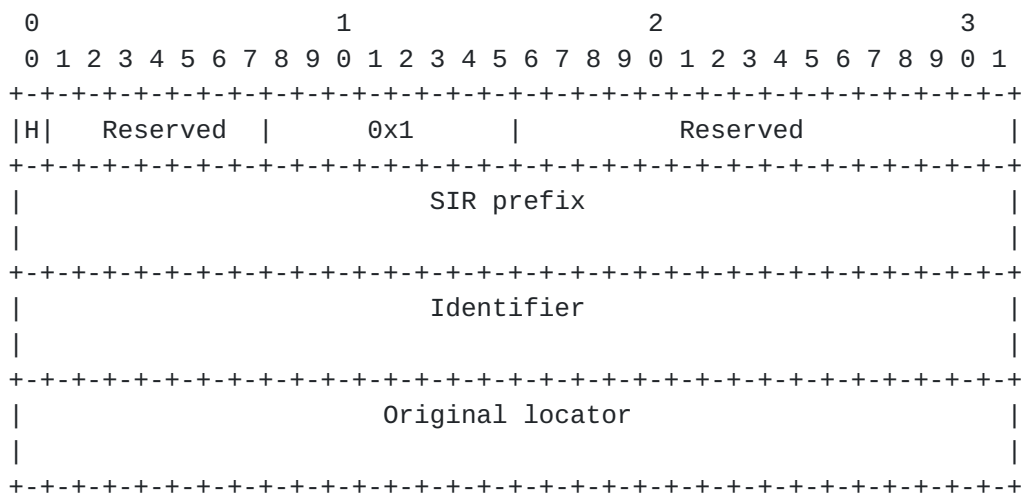 0                   1                   2                   3
 0 1 2 3 4 5 6 7 8 9 0 1 2 3 4 5 6 7 8 9 0 1 2 3 4 5 6 7 8 9 0 1
+-+-+-+-+-+-+-+-+-+-+-+-+-+-+-+-+-+-+-+-+-+-+-+-+-+-+-+-+-+-+-+-+
|H|   Reserved  |      0x1      |          Reserved             |
+-+-+-+-+-+-+-+-+-+-+-+-+-+-+-+-+-+-+-+-+-+-+-+-+-+-+-+-+-+-+-+-+
|                          SIR prefix                           |
|                                                               |
+-+-+-+-+-+-+-+-+-+-+-+-+-+-+-+-+-+-+-+-+-+-+-+-+-+-+-+-+-+-+-+-+
|                          Identifier                           |
|                                                               |
+-+-+-+-+-+-+-+-+-+-+-+-+-+-+-+-+-+-+-+-+-+-+-+-+-+-+-+-+-+-+-+-+
|                       Original locator                        |
|                                                               |
+-+-+-+-+-+-+-+-+-+-+-+-+-+-+-+-+-+-+-+-+-+-+-+-+-+-+-+-+-+-+-+-+